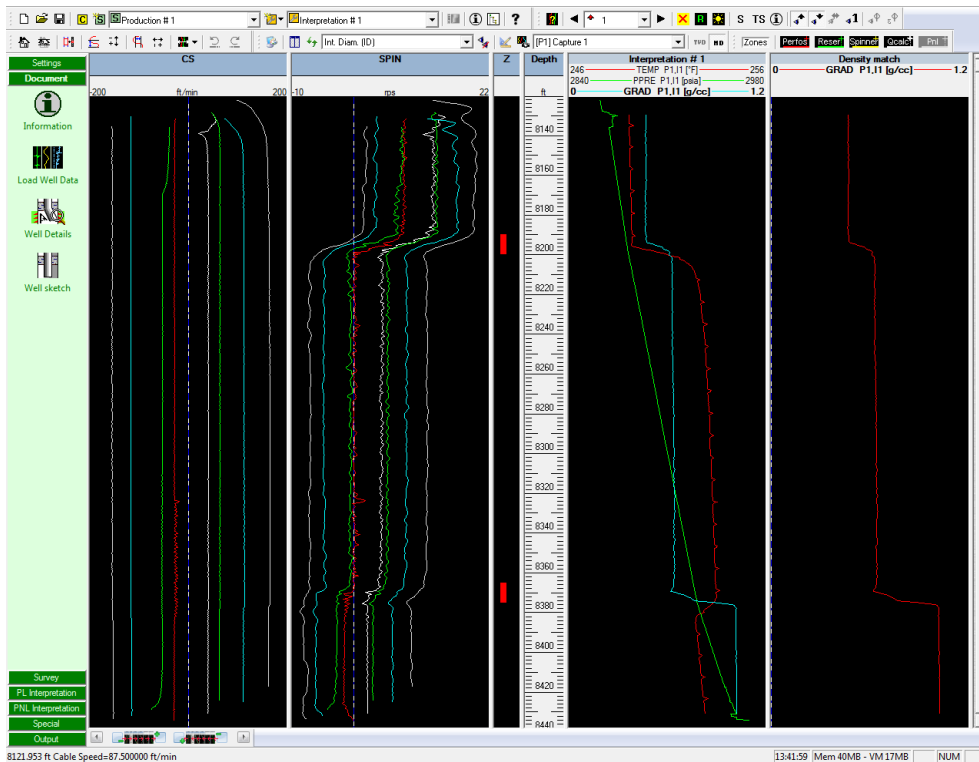 Production # 1
Interpretation # 1
1
S TS
Int. Diam. (ID)
[P1] Capture 1
TVD MD
Zones
Perfos
Spinner
Pnl
Settings
Document
Information
Load Well Data
Well Details
Well sketch
Survey
PL Interpretation
PNL Interpretation
Special
Output
CS
-200 ft/min 200
SPIN
-10 rps 22
Z
Depth
ft
8140
8160
8180
8200
8220
8240
8260
8280
8300
8320
8340
8360
8380
8400
8420
8440
Interpretation # 1
246 TEMP P1,I1 [°F] 256
2840 PPRE P1,I1 [psia] 2980
0 GRAD P1,I1 [g/cc] 1.2
Density match
0 GRAD P1,I1 [g/cc] 1.2
8121.953 ft Cable Speed=87.500000 ft/min
13:41:59 Mem 40MB - VM 17MB NUM